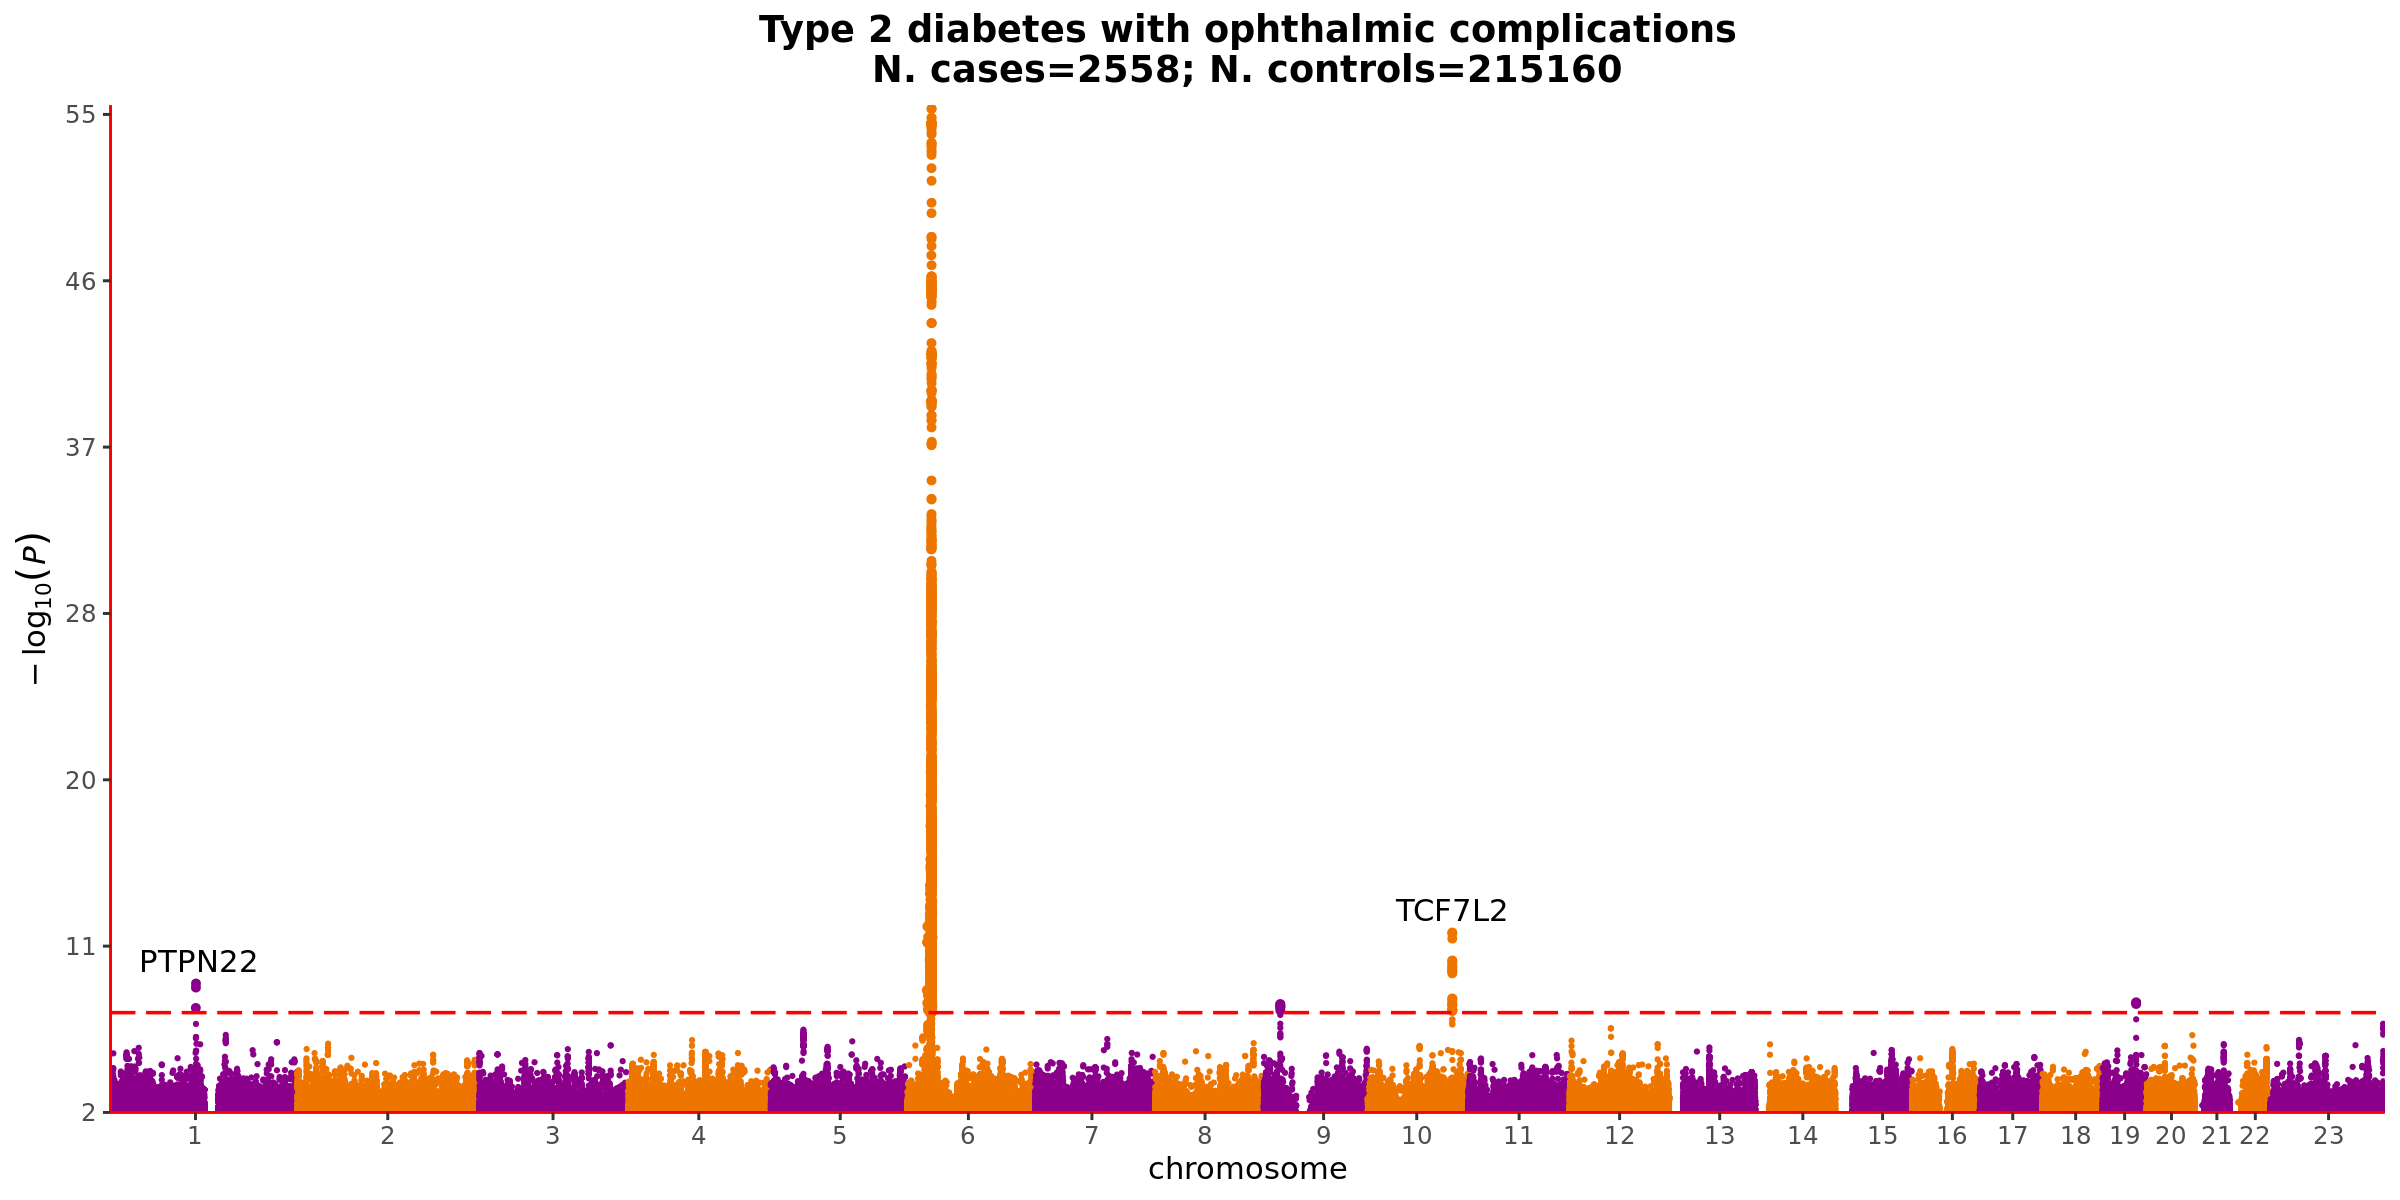 Type 2 diabetes with ophthalmic complications
N. cases=2558; N. controls=215160
55
46
37
28
20
11
2
− log10(P)
PTPN22
TCF7L2
1 2 3 4 5 6 7 8 9 10 11 12 13 14 15 16 17 18 19 20 21 22 23
chromosome